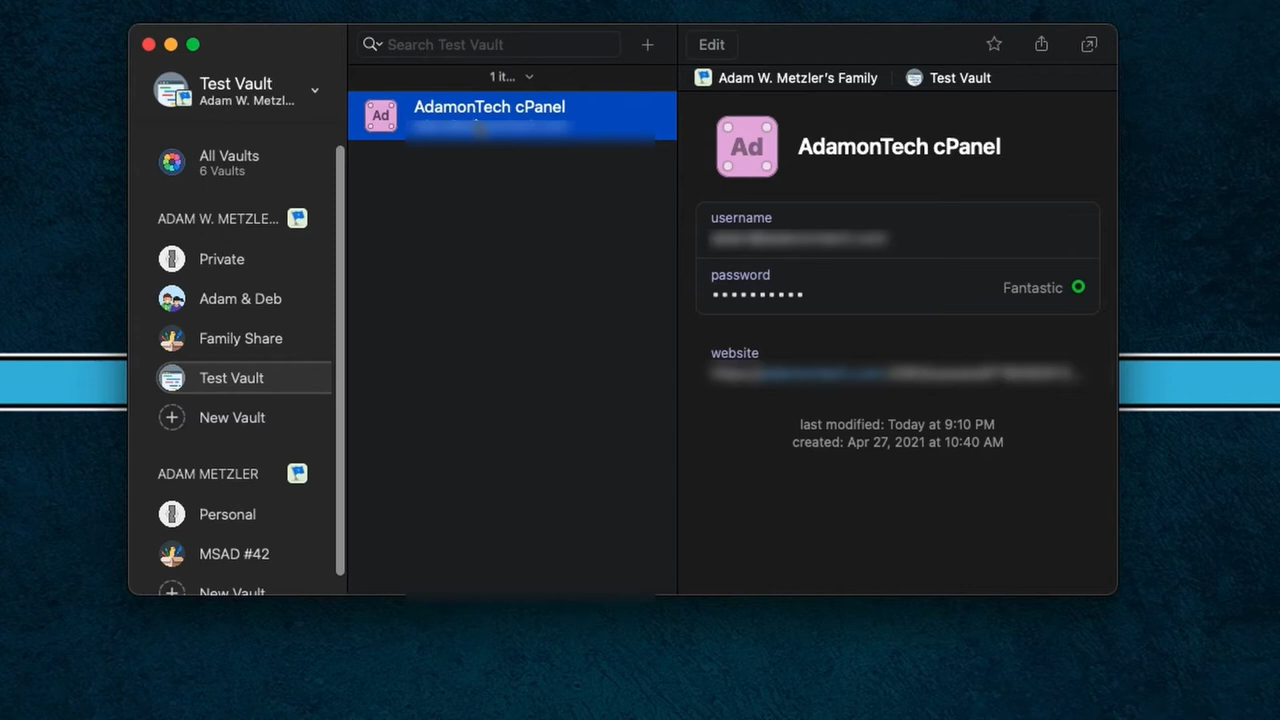 Test Vault
Adam W. Metzl...
All Vaults
6 Vaults
ADAM W. METZLE...
Private
Adam & Deb
Family Share
Test Vault
New Vault
ADAM METZLER
Personal
MSAD #42
New Vault
Search Test Vault
1 it...
Ad
AdamonTech cPanel
Edit
Adam W. Metzler's Family
Test Vault
Ad
AdamonTech cPanel
username
password
Fantastic
website
last modified: Today at 9:10 PM
created: Apr 27, 2021 at 10:40 AM